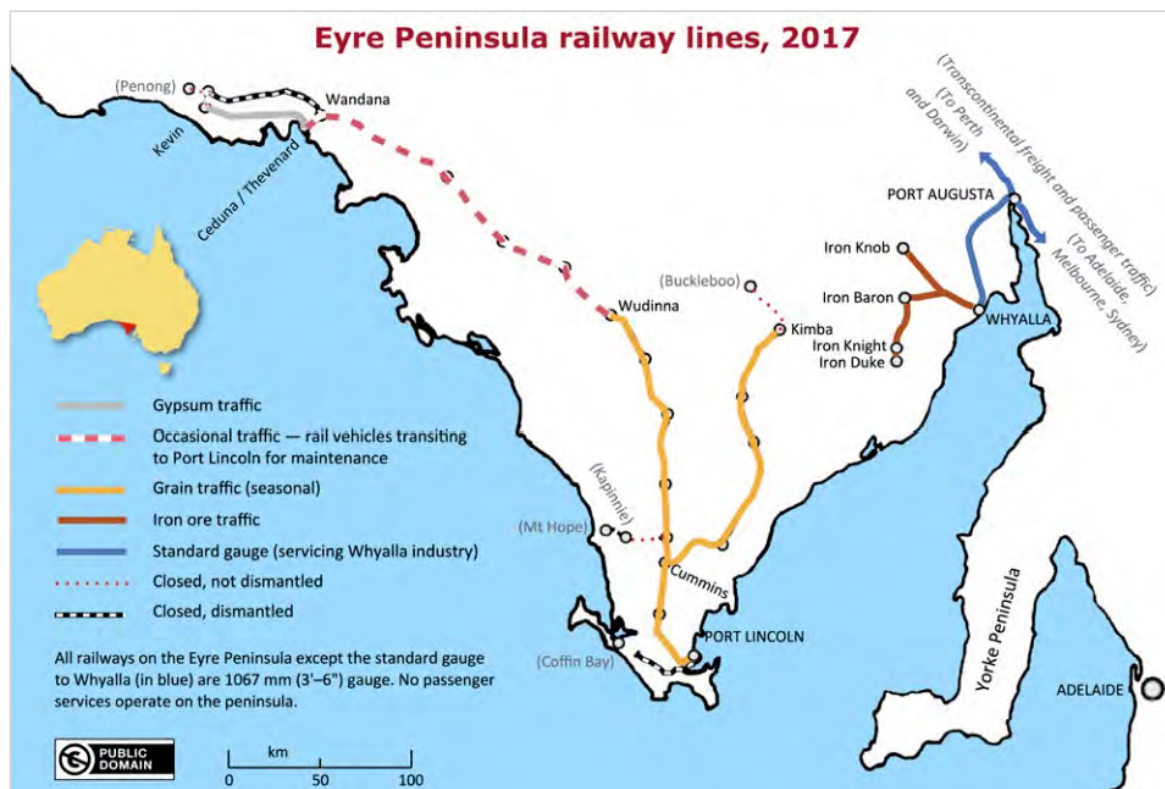 Eyre Peninsula railway lines, 2017
(Penong)
Wandana
Kevin
Ceduna / Thevenard
(Transcontinental freight and passenger traffic)
(To Perth
and Darwin)
PORT AUGUSTA
(To Adelaide,
Melbourne, Sydney)
Iron Knob
(Buckleboo)
Iron Baron
Wudinna
WHYALLA
Kimba
Iron Knight
Iron Duke
Gypsum traffic
Occasional traffic — rail vehicles transiting
to Port Lincoln for maintenance
Grain traffic (seasonal)
(Kapinnie)
Iron ore traffic
(Mt Hope)
Standard gauge (servicing Whyalla industry)
Cummins
Closed, not dismantled
Closed, dismantled
Yorke Peninsula
PORT LINCOLN
(Coffin Bay)
All railways on the Eyre Peninsula except the standard gauge
to Whyalla (in blue) are 1067 mm (3'–6") gauge. No passenger
services operate on the peninsula.
ADELAIDE
PUBLIC
DOMAIN
km
0 50 100